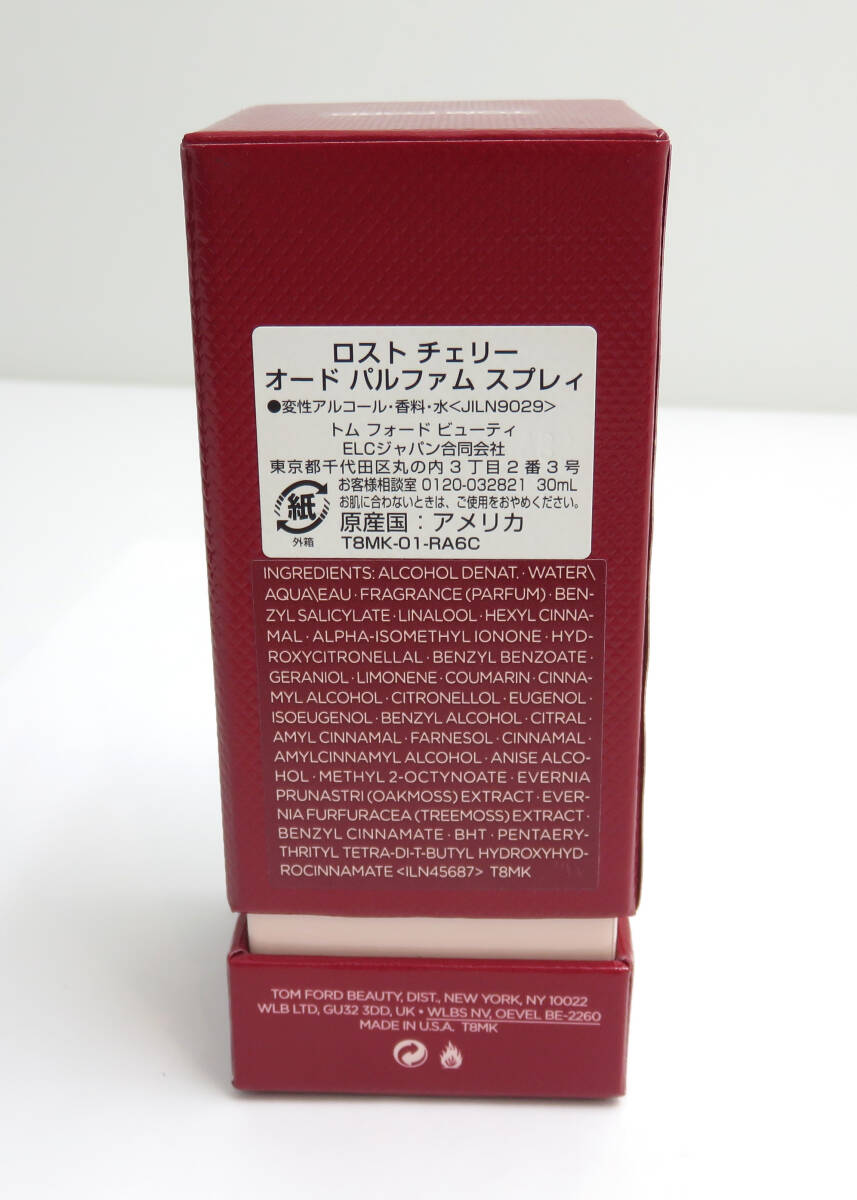 ロスト チェリー
オード パルファム スプレィ
●変性アルコール・香料・水<JILN9029>
トム フォード ビューティ
ELCジャパン合同会社
東京都千代田区丸の内3丁目2番3号
お客様相談室 0120-032821 30mL
お肌に合わないときは、ご使用をおやめください。
紙
外箱
原産国：アメリカ
T8MK-01-RA6C
INGREDIENTS: ALCOHOL DENAT. · WATER\
AQUA\EAU · FRAGRANCE (PARFUM) · BEN-
ZYL SALICYLATE · LINALOOL · HEXYL CINNA-
MAL · ALPHA-ISOMETHYL IONONE · HYD-
ROXYCITRONELLAL · BENZYL BENZOATE ·
GERANIOL · LIMONENE · COUMARIN · CINNA-
MYL ALCOHOL · CITRONELLOL · EUGENOL ·
ISOEUGENOL · BENZYL ALCOHOL · CITRAL ·
AMYL CINNAMAL · FARNESOL · CINNAMAL ·
AMYLCINNAMYL ALCOHOL · ANISE ALCO-
HOL · METHYL 2-OCTYNOATE · EVERNIA
PRUNASTRI (OAKMOSS) EXTRACT · EVER-
NIA FURFURACEA (TREEMOSS) EXTRACT ·
BENZYL CINNAMATE · BHT · PENTAERY-
THRITYL TETRA-DI-T-BUTYL HYDROXYHYD-
ROCINNAMATE <ILN45687> T8MK
TOM FORD BEAUTY, DIST., NEW YORK, NY 10022
WLB LTD, GU32 3DD, UK • WLBS NV, OEVEL BE-2260
MADE IN U.S.A. T8MK